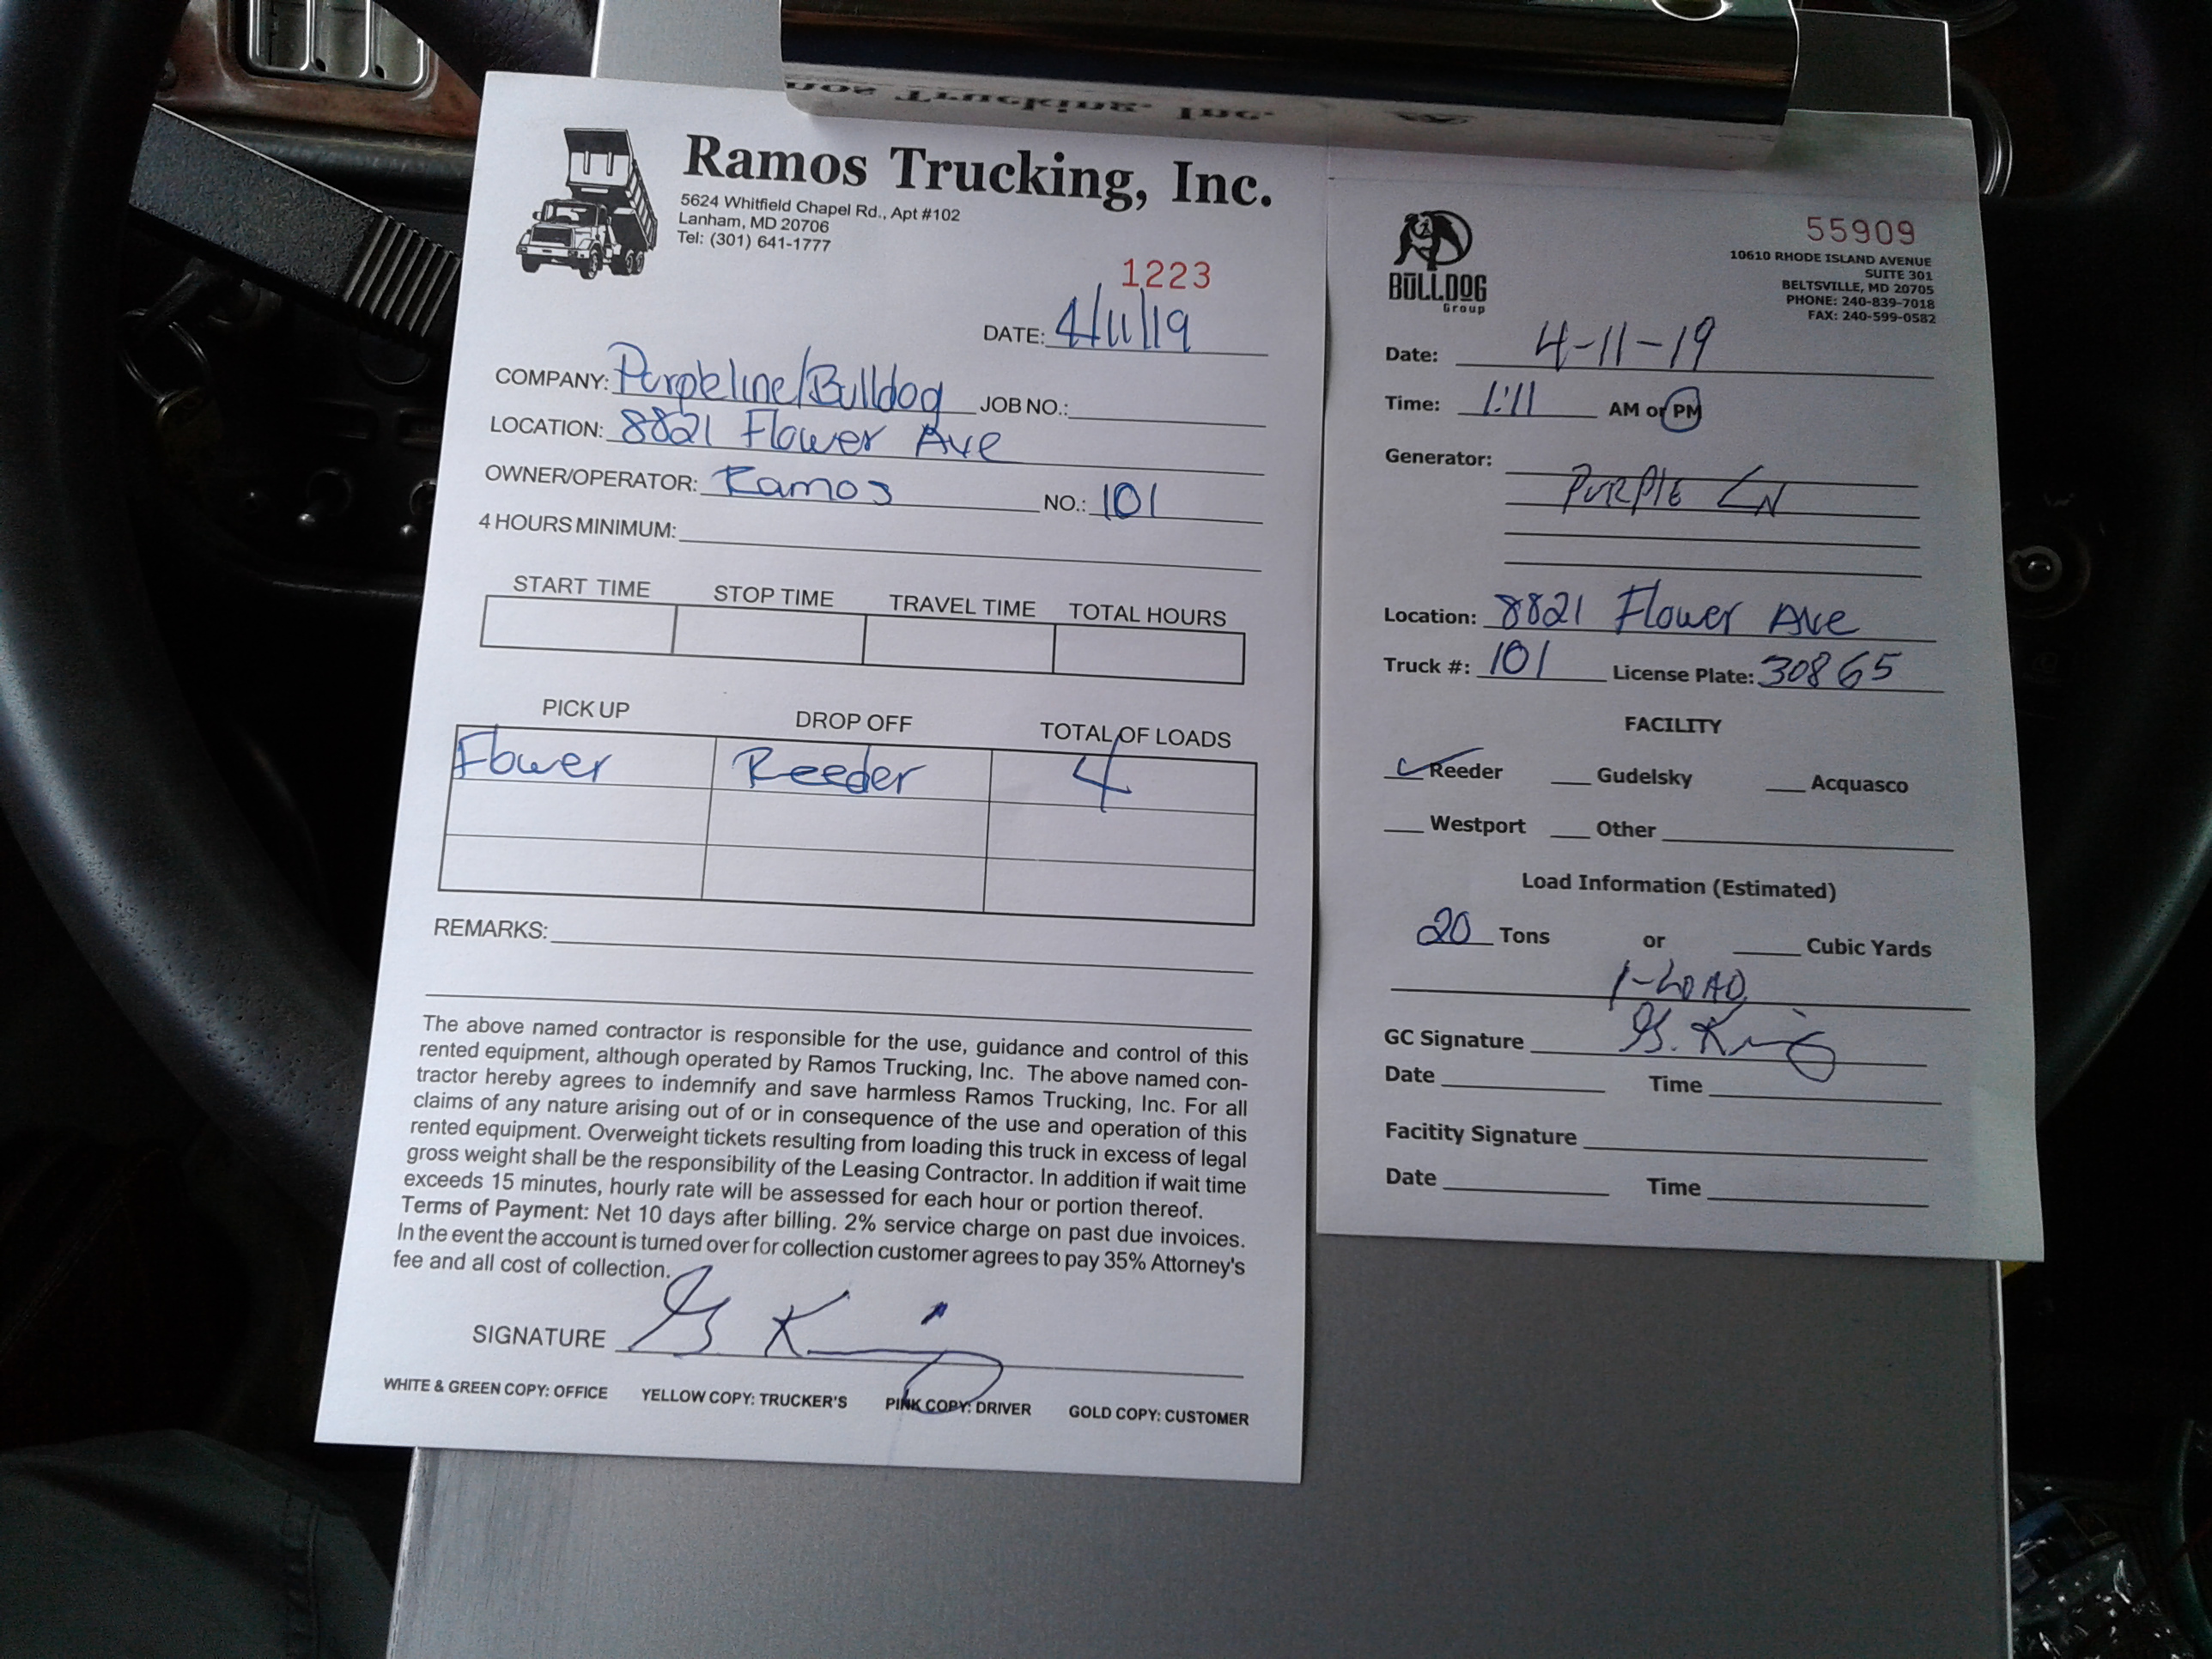 Ramos Trucking, Inc.
5624 Whitfield Chapel Rd., Apt #102
Lanham, MD 20706
Tel: (301) 641-1777
1223
DATE: 4/11/19
COMPANY: Purpleline/Bulldog JOB NO.:
LOCATION: 8821 Flower Ave
OWNER/OPERATOR: Ramos NO.: 101
4 HOURS MINIMUM:
START TIME STOP TIME TRAVEL TIME TOTAL HOURS
PICK UP DROP OFF TOTAL OF LOADS
Flower Reeder 4
REMARKS:
The above named contractor is responsible for the use, guidance and control of this
rented equipment, although operated by Ramos Trucking, Inc. The above named con-
tractor hereby agrees to indemnify and save harmless Ramos Trucking, Inc. For all
claims of any nature arising out of or in consequence of the use and operation of this
rented equipment. Overweight tickets resulting from loading this truck in excess of legal
gross weight shall be the responsibility of the Leasing Contractor. In addition if wait time
exceeds 15 minutes, hourly rate will be assessed for each hour or portion thereof.
Terms of Payment: Net 10 days after billing. 2% service charge on past due invoices.
In the event the account is turned over for collection customer agrees to pay 35% Attorney's
fee and all cost of collection.
SIGNATURE G. King
WHITE & GREEN COPY: OFFICE YELLOW COPY: TRUCKER'S PINK COPY: DRIVER GOLD COPY: CUSTOMER
nos Trucking, Inc.
BULLDOG
Group
55909
10610 RHODE ISLAND AVENUE
SUITE 301
BELTSVILLE, MD 20705
PHONE: 240-839-7018
FAX: 240-599-0582
Date: 4-11-19
Time: 1:11 AM or PM
Generator: PURPLE LN
Location: 8821 Flower Ave
Truck #: 101 License Plate: 30865
FACILITY
Reeder Gudelsky Acquasco
Westport Other
Load Information (Estimated)
20 Tons or Cubic Yards
1-LOAD
GC Signature G. King
Date Time
Facitity Signature
Date Time